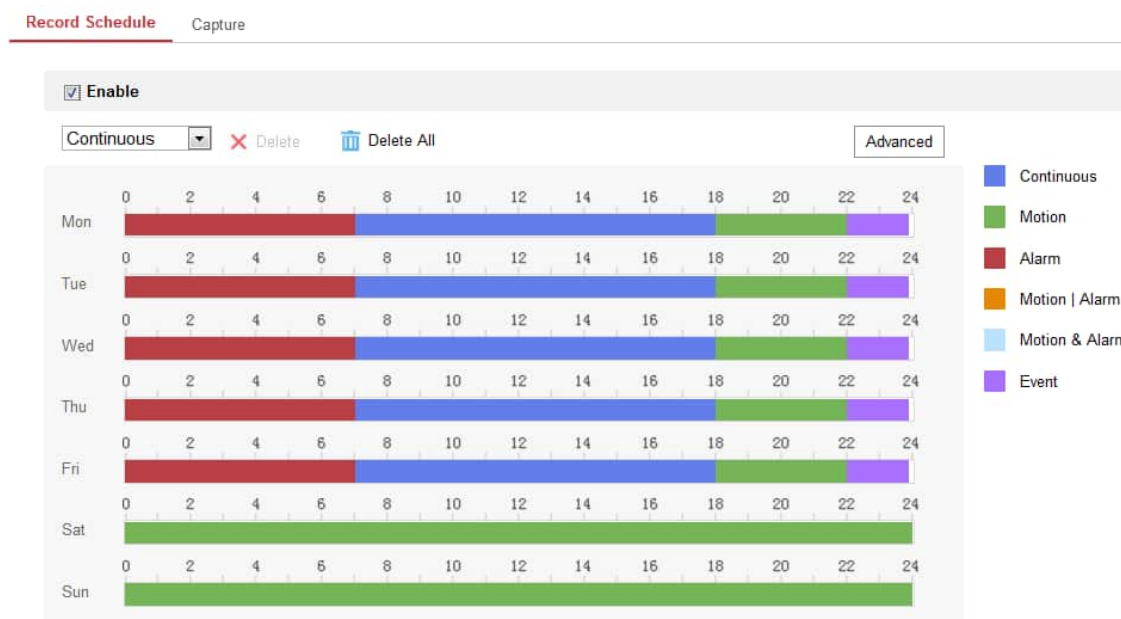 Record Schedule Capture
Enable
Continuous Delete Delete All Advanced
Continuous
Motion
Alarm
Motion | Alarm
Motion & Alarm
Event
0 2 4 6 8 10 12 14 16 18 20 22 24
Mon
0 2 4 6 8 10 12 14 16 18 20 22 24
Tue
0 2 4 6 8 10 12 14 16 18 20 22 24
Wed
0 2 4 6 8 10 12 14 16 18 20 22 24
Thu
0 2 4 6 8 10 12 14 16 18 20 22 24
Fri
0 2 4 6 8 10 12 14 16 18 20 22 24
Sat
0 2 4 6 8 10 12 14 16 18 20 22 24
Sun